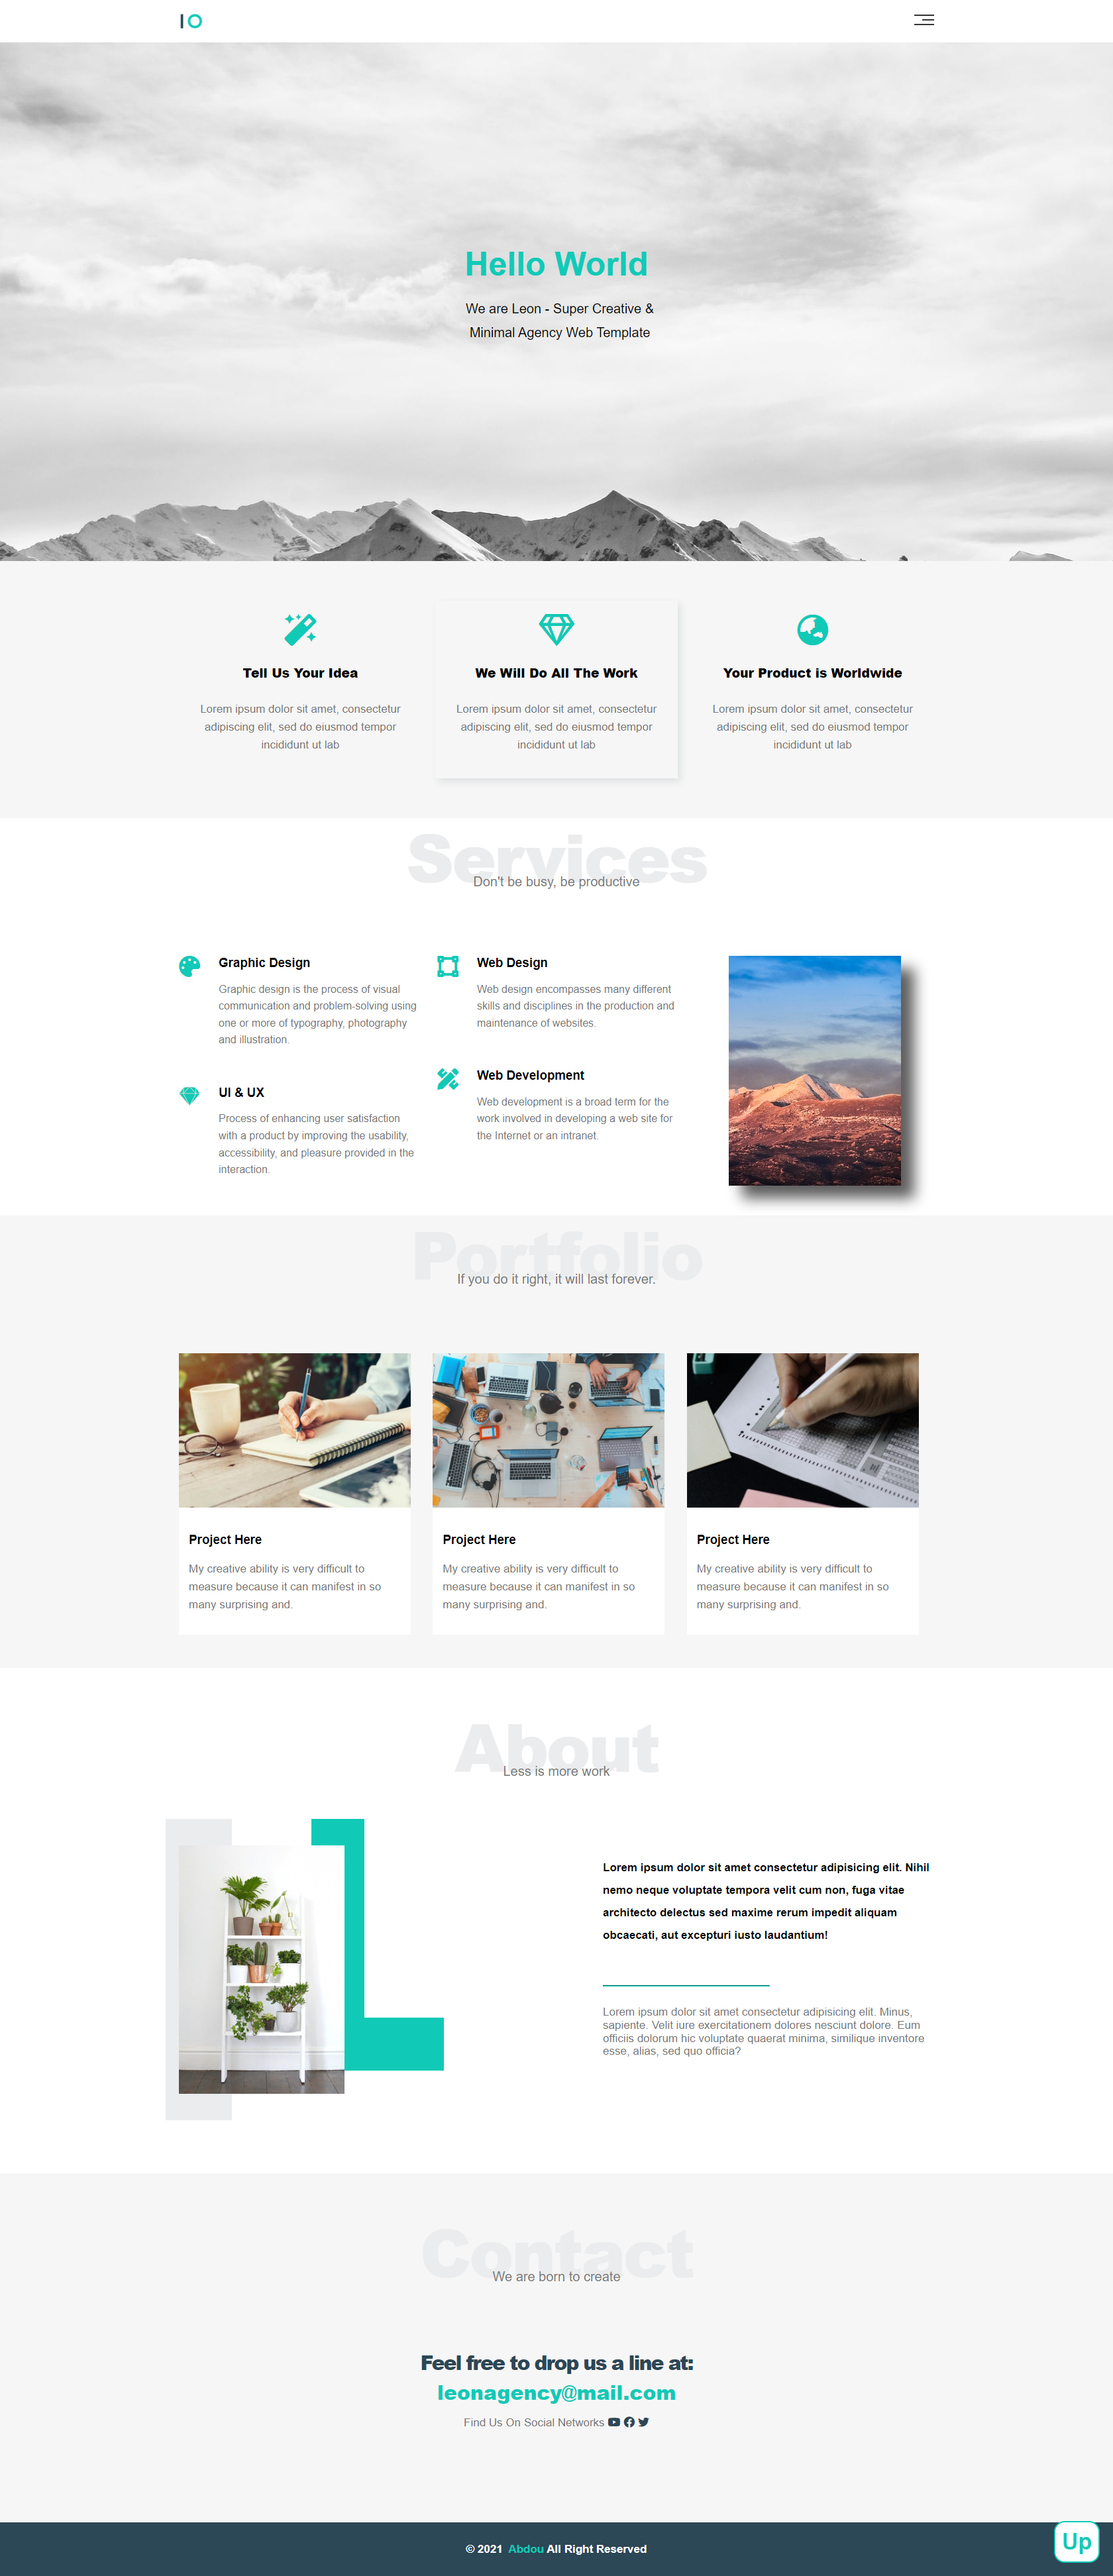 IO
Hello World
We are Leon - Super Creative &
Minimal Agency Web Template
Tell Us Your Idea
Lorem ipsum dolor sit amet, consectetur
adipiscing elit, sed do eiusmod tempor
incididunt ut lab
We Will Do All The Work
Lorem ipsum dolor sit amet, consectetur
adipiscing elit, sed do eiusmod tempor
incididunt ut lab
Your Product is Worldwide
Lorem ipsum dolor sit amet, consectetur
adipiscing elit, sed do eiusmod tempor
incididunt ut lab
Services
Don't be busy, be productive
Graphic Design
Graphic design is the process of visual
communication and problem-solving using
one or more of typography, photography
and illustration.
UI & UX
Process of enhancing user satisfaction
with a product by improving the usability,
accessibility, and pleasure provided in the
interaction.
Web Design
Web design encompasses many different
skills and disciplines in the production and
maintenance of websites.
Web Development
Web development is a broad term for the
work involved in developing a web site for
the Internet or an intranet.
Portfolio
If you do it right, it will last forever.
Project Here
My creative ability is very difficult to
measure because it can manifest in so
many surprising and.
Project Here
My creative ability is very difficult to
measure because it can manifest in so
many surprising and.
Project Here
My creative ability is very difficult to
measure because it can manifest in so
many surprising and.
About
Less is more work
Lorem ipsum dolor sit amet consectetur adipisicing elit. Nihil
nemo neque voluptate tempora velit cum non, fuga vitae
architecto delectus sed maxime rerum impedit aliquam
obcaecati, aut excepturi iusto laudantium!
Lorem ipsum dolor sit amet consectetur adipisicing elit. Minus,
sapiente. Velit iure exercitationem dolores nesciunt dolore. Eum
officiis dolorum hic voluptate quaerat minima, similique inventore
esse, alias, sed quo officia?
Contact
We are born to create
Feel free to drop us a line at:
leonagency@mail.com
Find Us On Social Networks
© 2021 Abdou All Right Reserved
Up